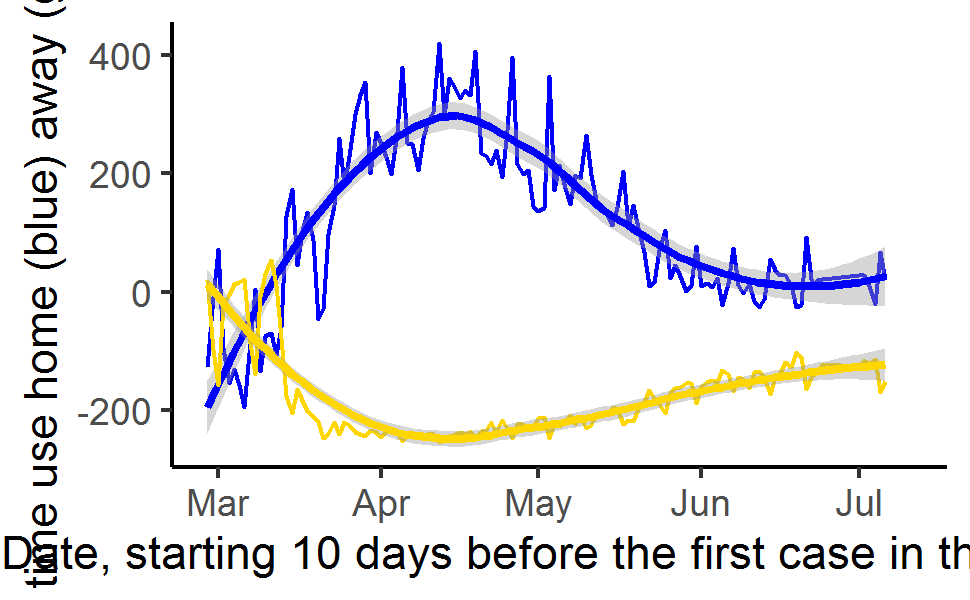 time use home (blue) away (
400
200
0
-200
Mar Apr May Jun Jul
Date, starting 10 days before the first case in th